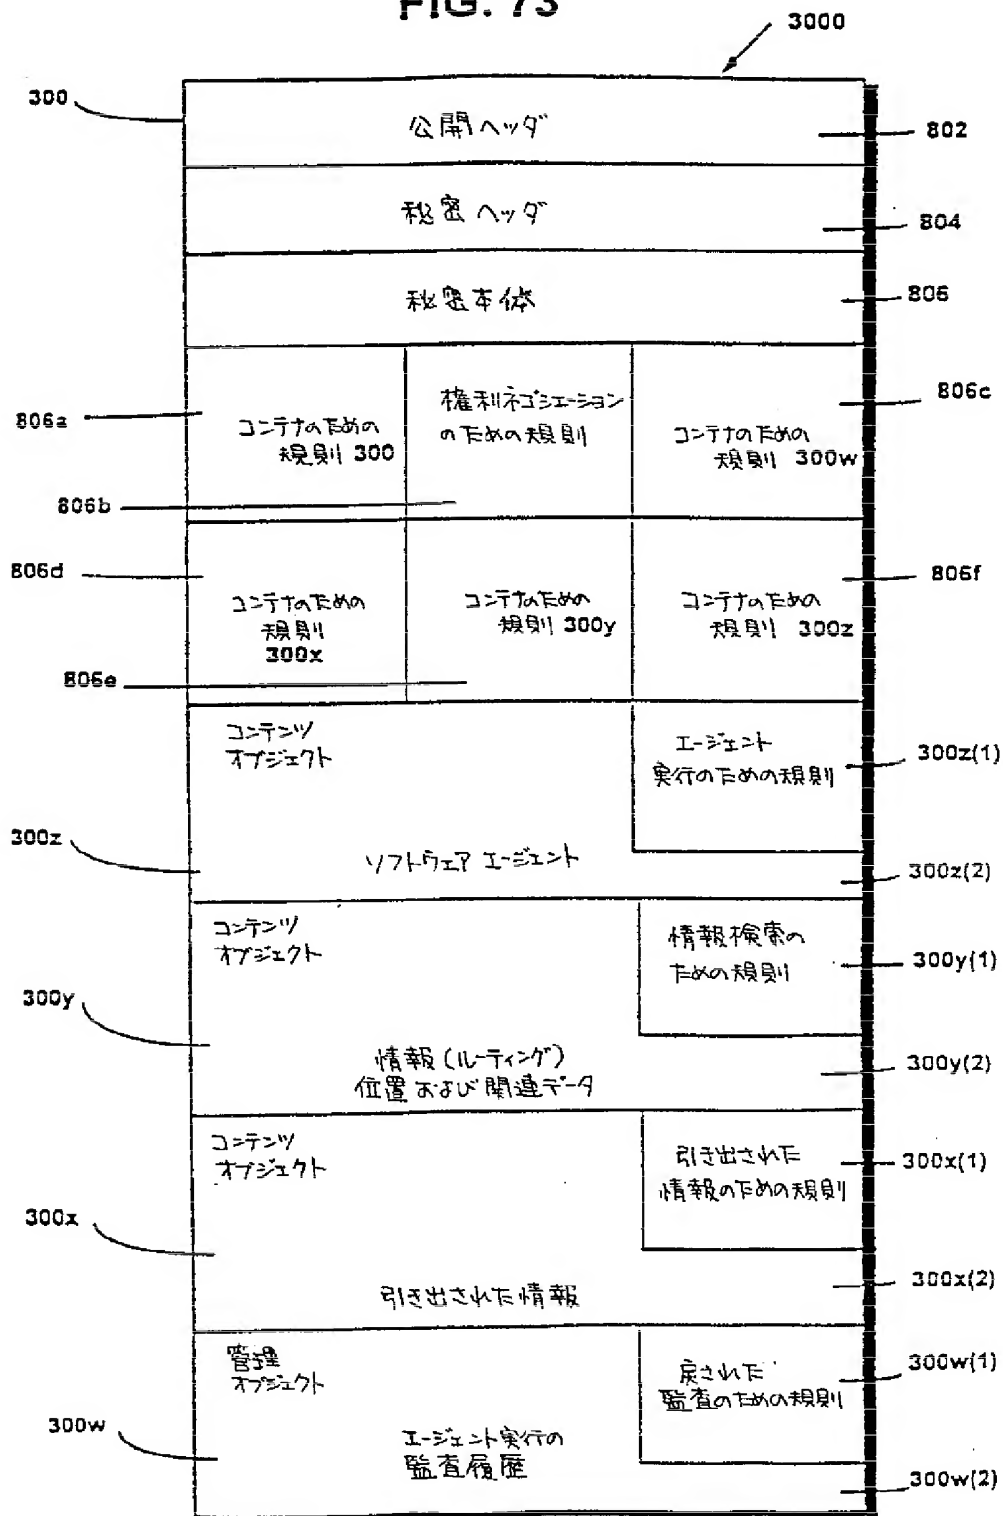 FIG. 73
3000
300
公開ヘッダ
802
秘密ヘッダ
804
秘密本体
806
806a
コンテナのための
規則 300
権利ネゴシエーション
のための規則
806b
コンテナのための
規則 300w
806c
806d
コンテナのための
規則
300x
コンテナのための
規則 300y
806e
コンテナのための
規則 300z
806f
コンテンツ
オブジェクト
エージェント
実行のための規則
300z(1)
300z
ソフトウェア エージェント
300z(2)
コンテンツ
オブジェクト
情報検索の
ための規則
300y(1)
300y
情報(ルーティング)
位置および関連データ
300y(2)
コンテンツ
オブジェクト
引き出された
情報のための規則
300x(1)
300x
引き出された情報
300x(2)
管理
オブジェクト
戻された
監査のための規則
300w(1)
300w
エージェント実行の
監査履歴
300w(2)